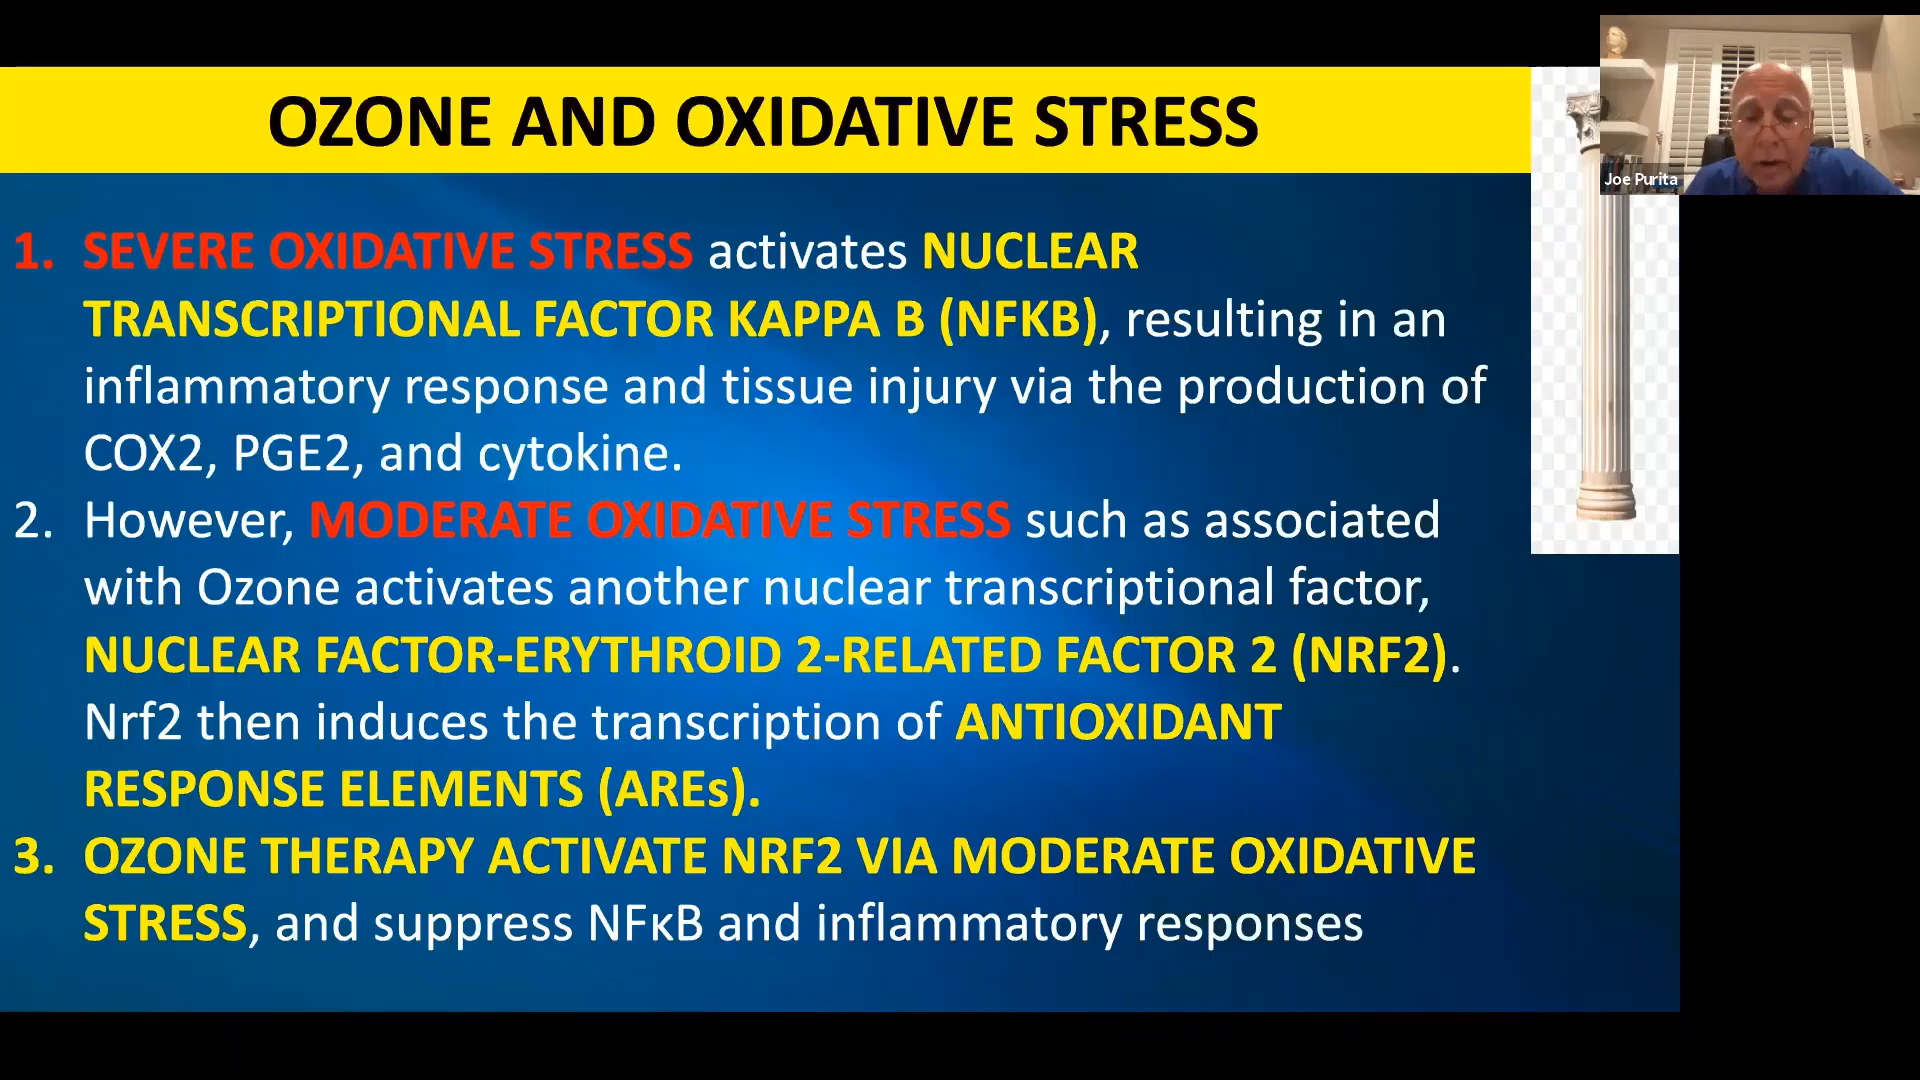 OZONE AND OXIDATIVE STRESS
Joe Purita
1. SEVERE OXIDATIVE STRESS activates NUCLEAR
TRANSCRIPTIONAL FACTOR KAPPA B (NFKB), resulting in an
inflammatory response and tissue injury via the production of
COX2, PGE2, and cytokine.
2. However, MODERATE OXIDATIVE STRESS such as associated
with Ozone activates another nuclear transcriptional factor,
NUCLEAR FACTOR-ERYTHROID 2-RELATED FACTOR 2 (NRF2).
Nrf2 then induces the transcription of ANTIOXIDANT
RESPONSE ELEMENTS (AREs).
3. OZONE THERAPY ACTIVATE NRF2 VIA MODERATE OXIDATIVE
STRESS, and suppress NFκB and inflammatory responses